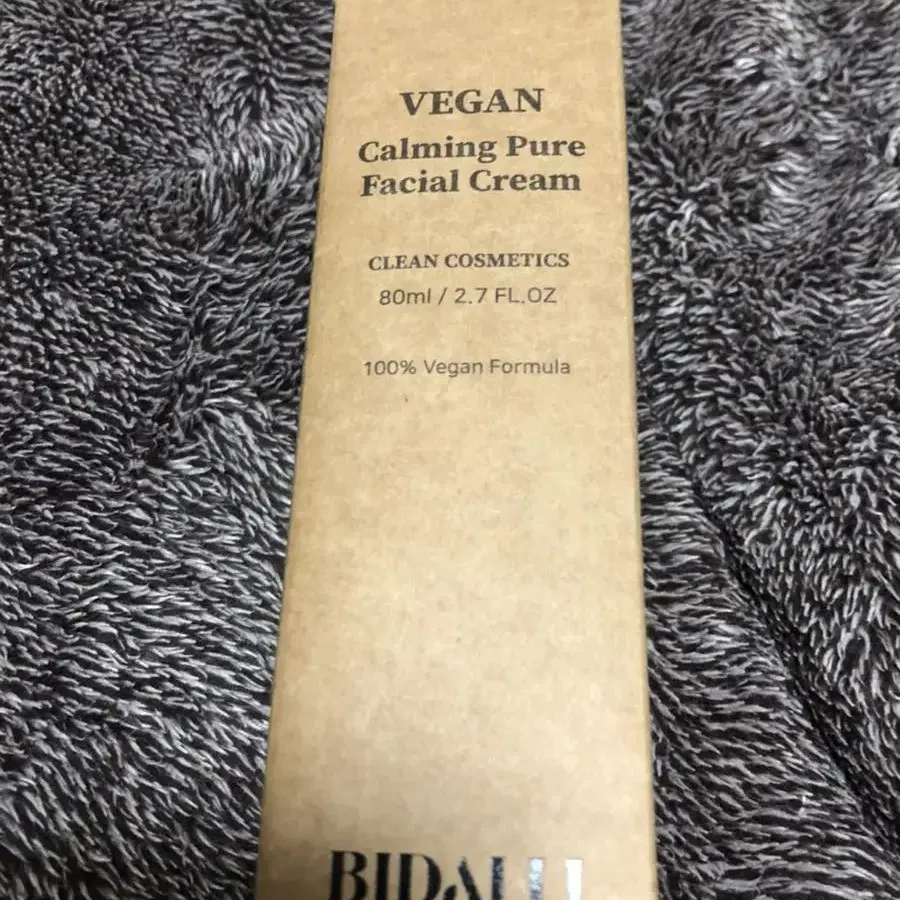 VEGAN
Calming Pure
Facial Cream
CLEAN COSMETICS
80ml / 2.7 FL.OZ
100% Vegan Formula